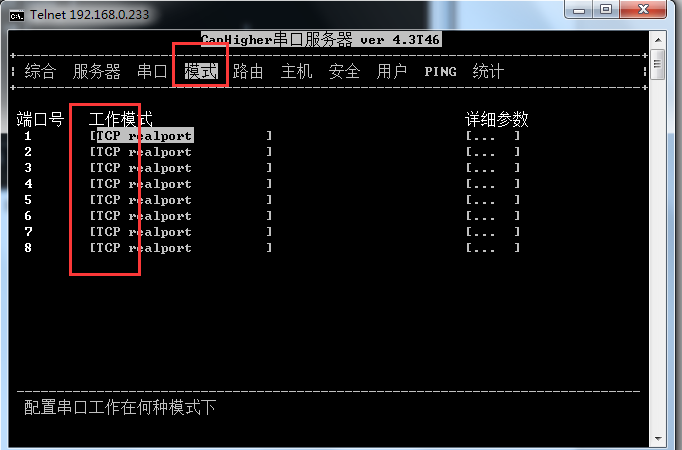 Telnet 192.168.0.233
CanHigher串口服务器 ver 4.3T46
综合 服务器 串口 模式 路由 主机 安全 用户 PING 统计
端口号 工作模式 详细参数
1 [TCP realport ] [... ]
2 [TCP realport ] [... ]
3 [TCP realport ] [... ]
4 [TCP realport ] [... ]
5 [TCP realport ] [... ]
6 [TCP realport ] [... ]
7 [TCP realport ] [... ]
8 [TCP realport ] [... ]
配置串口工作在何种模式下